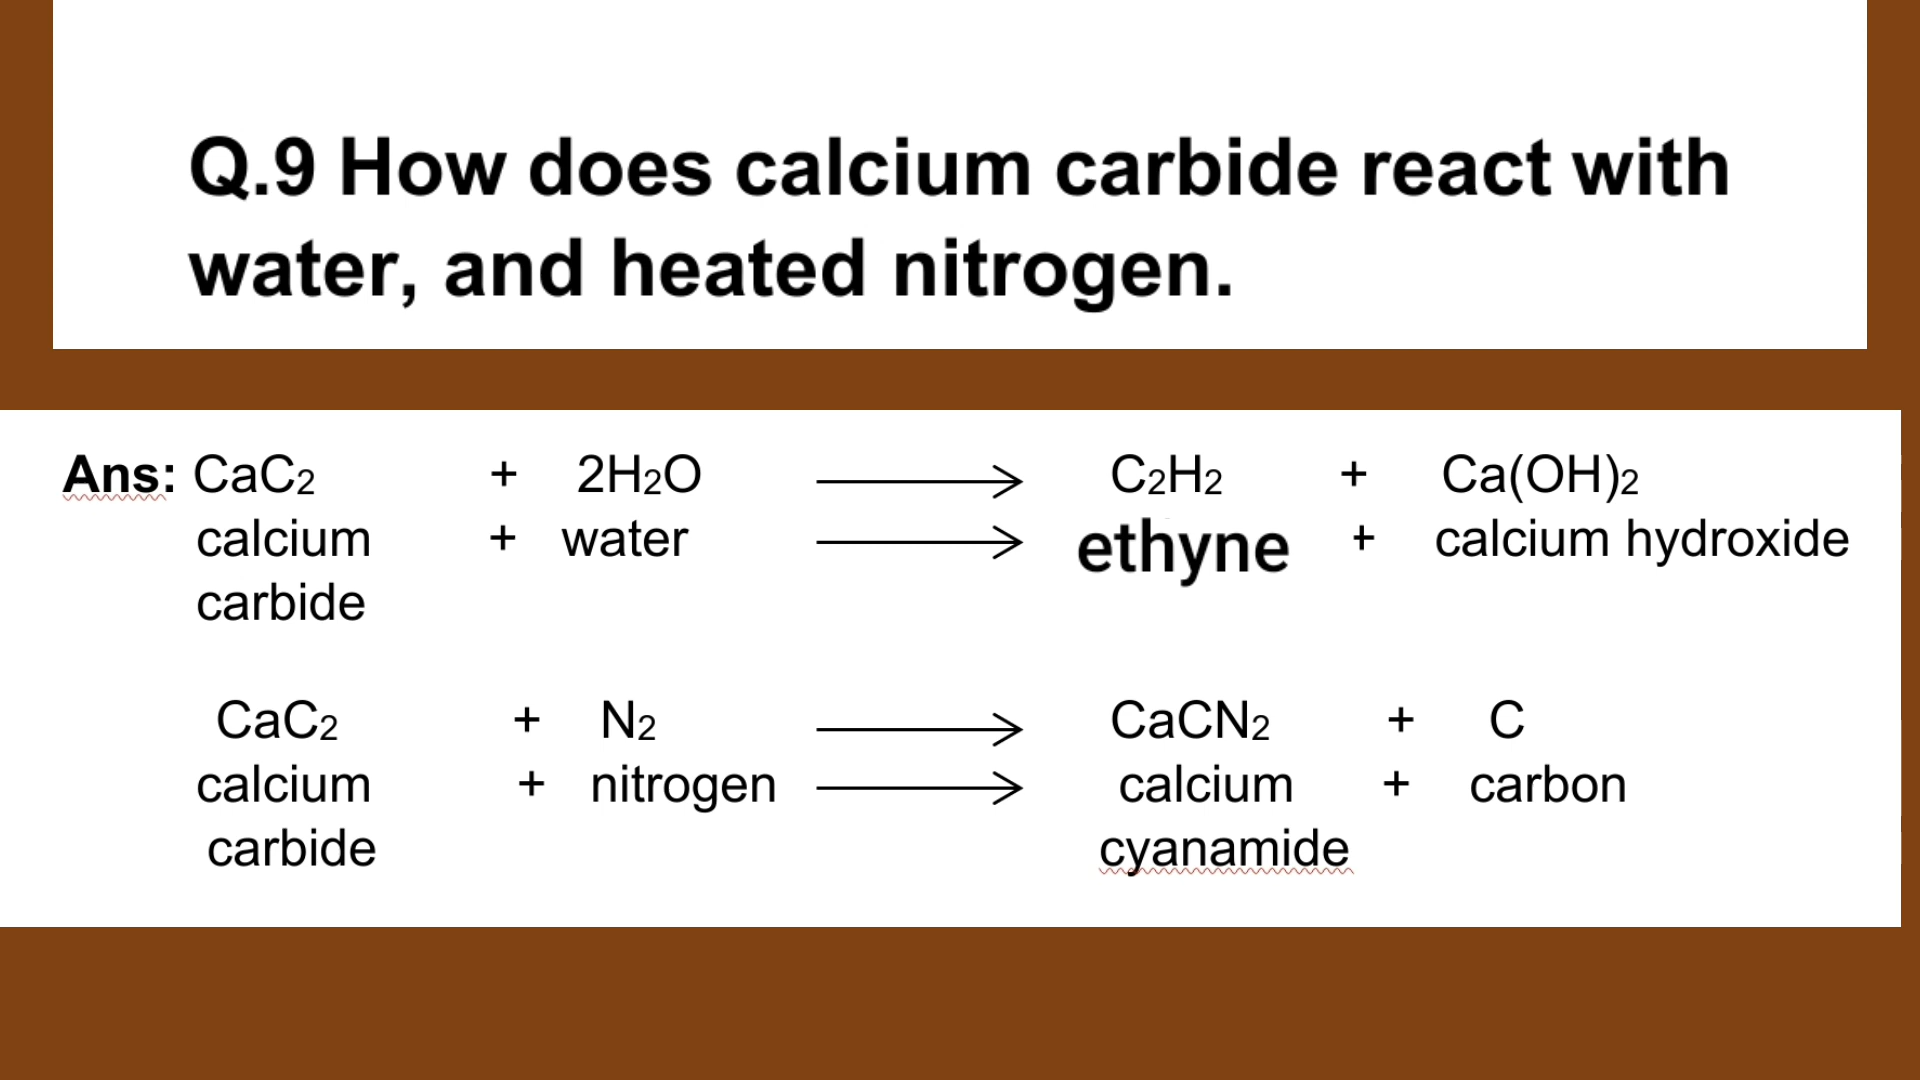 Q.9 How does calcium carbide react with
water, and heated nitrogen.
Ans: CaC2 + 2H2O ⟶ C2H2 + Ca(OH)2
calcium + water ⟶ ethyne + calcium hydroxide
carbide
CaC2 + N2 ⟶ CaCN2 + C
calcium + nitrogen ⟶ calcium + carbon
carbide cyanamide